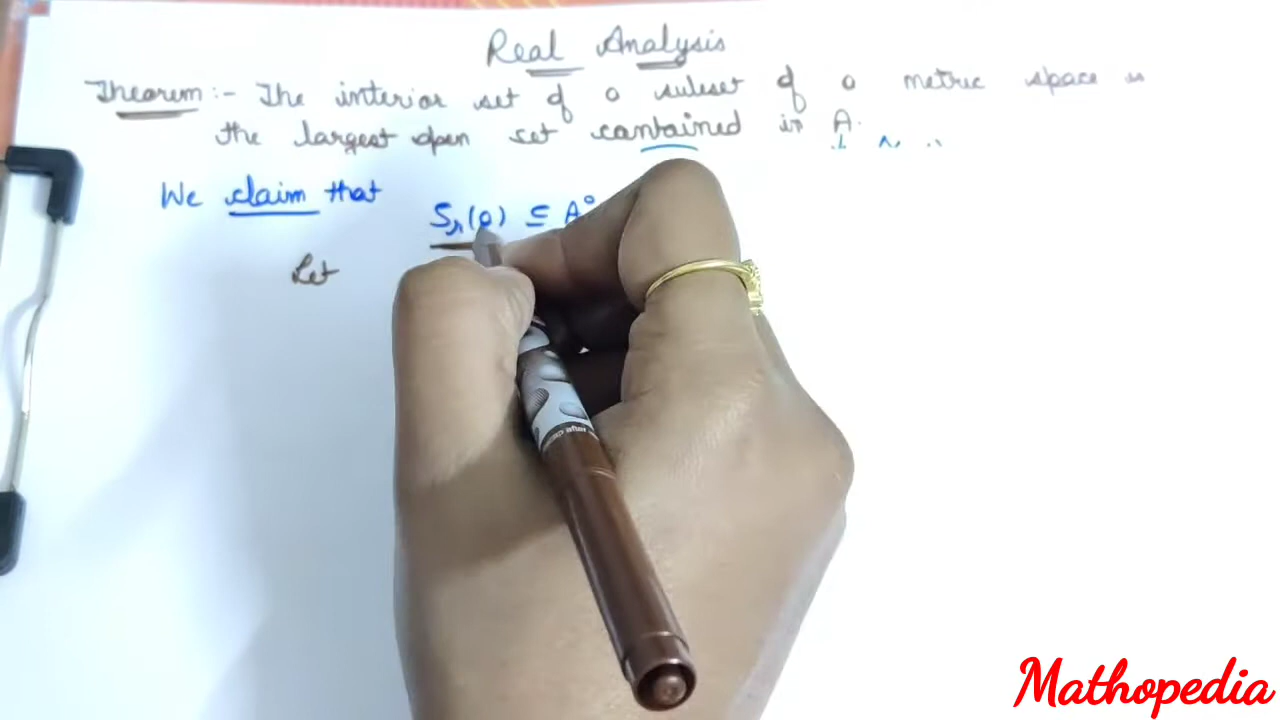 Real Analysis
Theorem:- The interior set of a subset of a metric space is
the largest open set contained in A.
We claim that
Sr(a) ⊆ A°
Let
Mathopedia